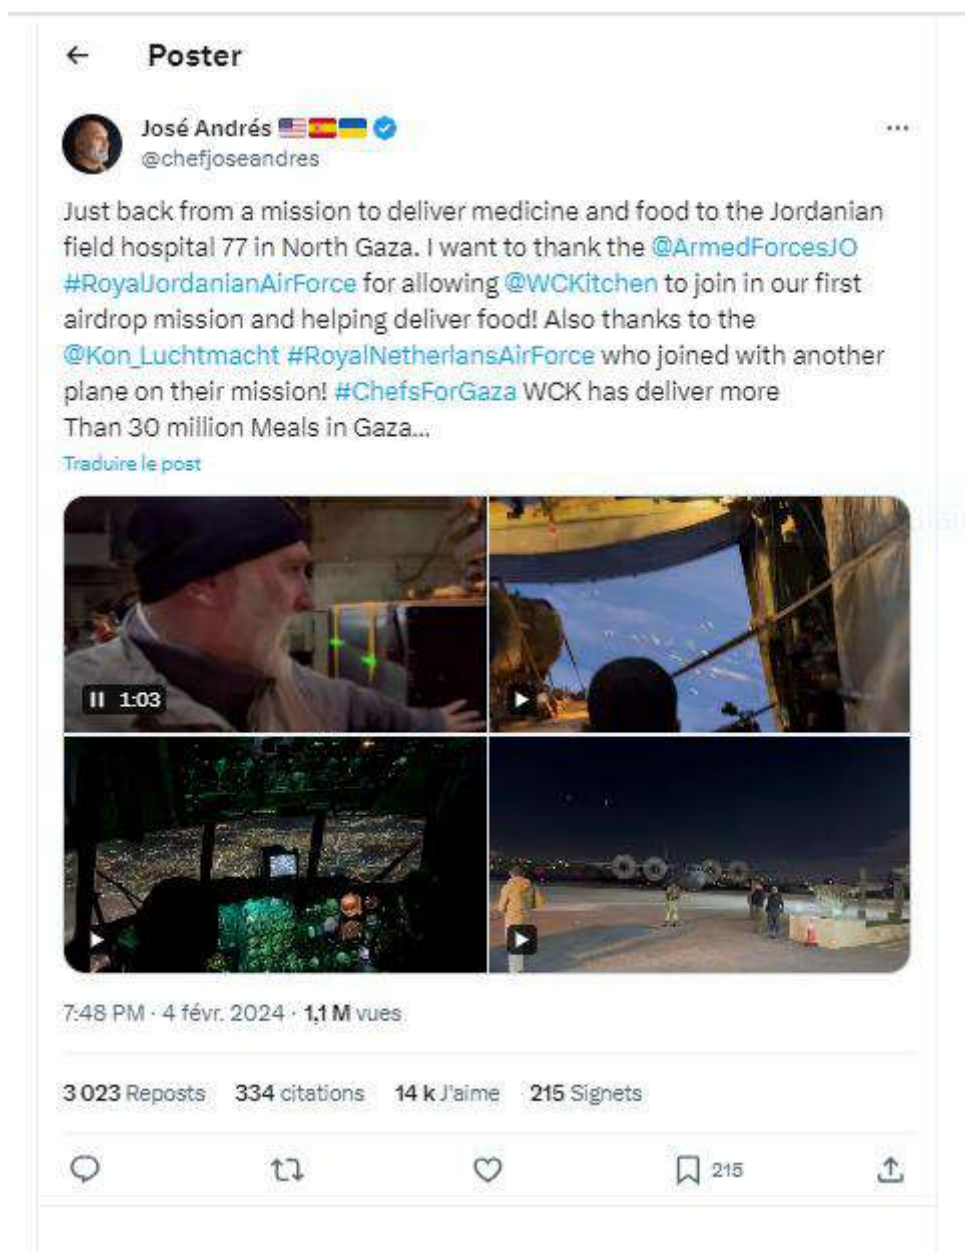 Poster
José Andrés
@chefjoseandres
Just back from a mission to deliver medicine and food to the Jordanian
field hospital 77 in North Gaza. I want to thank the @ArmedForcesJO
#RoyalJordanianAirForce for allowing @WCKitchen to join in our first
airdrop mission and helping deliver food! Also thanks to the
@Kon_Luchtmacht #RoyalNetherlansAirForce who joined with another
plane on their mission! #ChefsForGaza WCK has deliver more
Than 30 million Meals in Gaza...
Traduire le post
1:03
7:48 PM · 4 févr. 2024 · 1,1 M vues
3 023 Reposts 334 citations 14 k J'aime 215 Signets
215